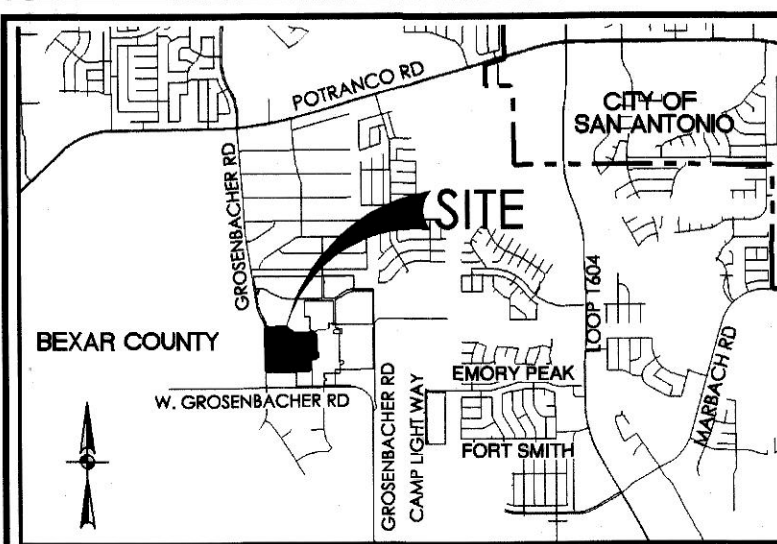 POTRANCO RD
CITY OF
SAN ANTONIO
GROSENBACHER RD
SITE
LOOP 1604
BEXAR COUNTY
MARBACH RD
EMORY PEAK
W. GROSENBACHER RD
GROSENBACHER RD
CAMP LIGHT WAY
FORT SMITH